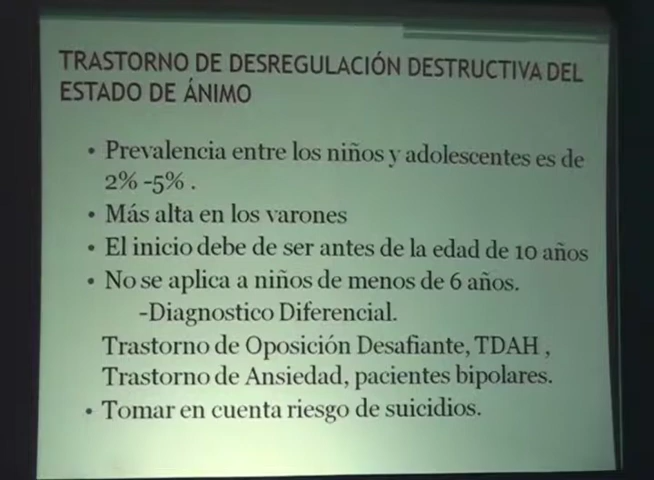 TRASTORNO DE DESREGULACIÓN DESTRUCTIVA DEL
ESTADO DE ÁNIMO
• Prevalencia entre los niños y adolescentes es de
2% -5% .
• Más alta en los varones
• El inicio debe de ser antes de la edad de 10 años
• No se aplica a niños de menos de 6 años.
-Diagnostico Diferencial.
Trastorno de Oposición Desafiante, TDAH ,
Trastorno de Ansiedad, pacientes bipolares.
• Tomar en cuenta riesgo de suicidios.